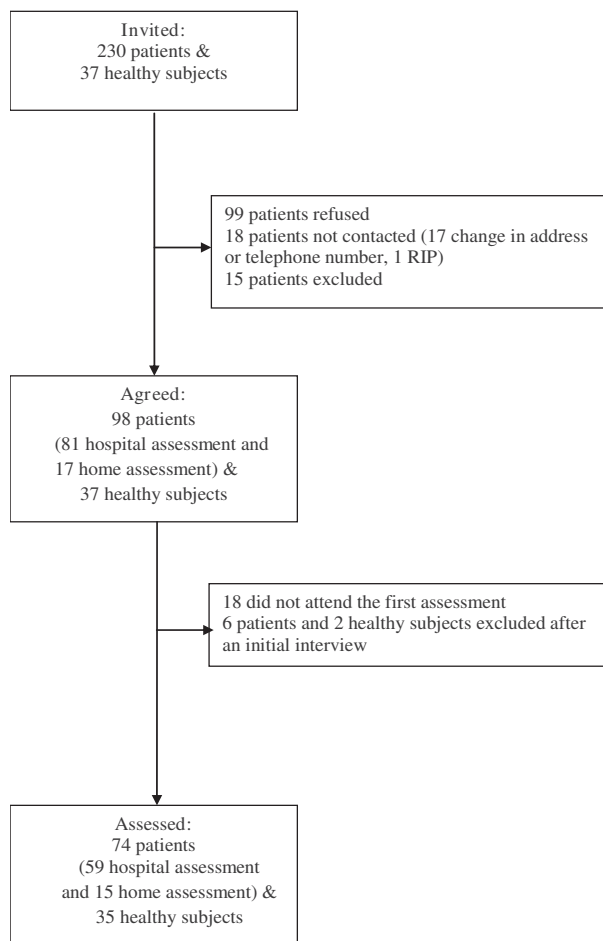 Invited:
230 patients &
37 healthy subjects
99 patients refused
18 patients not contacted (17 change in address
or telephone number, 1 RIP)
15 patients excluded
Agreed:
98 patients
(81 hospital assessment and
17 home assessment) &
37 healthy subjects
18 did not attend the first assessment
6 patients and 2 healthy subjects excluded after
an initial interview
Assessed:
74 patients
(59 hospital assessment
and 15 home assessment) &
35 healthy subjects